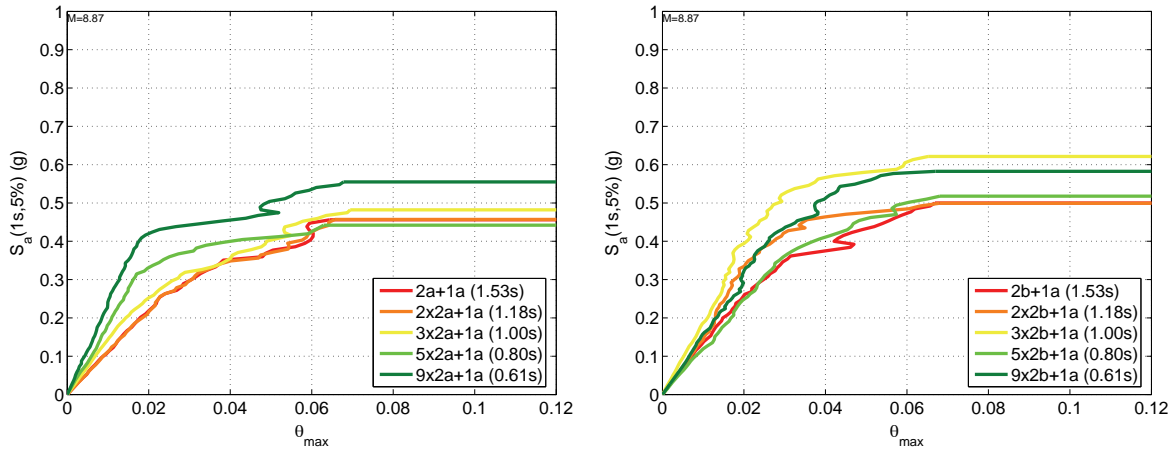 M=8.87
1
0.9
0.8
0.7
0.6
0.5
0.4
0.3
0.2
0.1
0
S_a(1s,5%) (g)
2a+1a (1.53s)
2x2a+1a (1.18s)
3x2a+1a (1.00s)
5x2a+1a (0.80s)
9x2a+1a (0.61s)
0 0.02 0.04 0.06 0.08 0.1 0.12
θ_max
M=8.87
1
0.9
0.8
0.7
0.6
0.5
0.4
0.3
0.2
0.1
0
S_a(1s,5%) (g)
2b+1a (1.53s)
2x2b+1a (1.18s)
3x2b+1a (1.00s)
5x2b+1a (0.80s)
9x2b+1a (0.61s)
0 0.02 0.04 0.06 0.08 0.1 0.12
θ_max